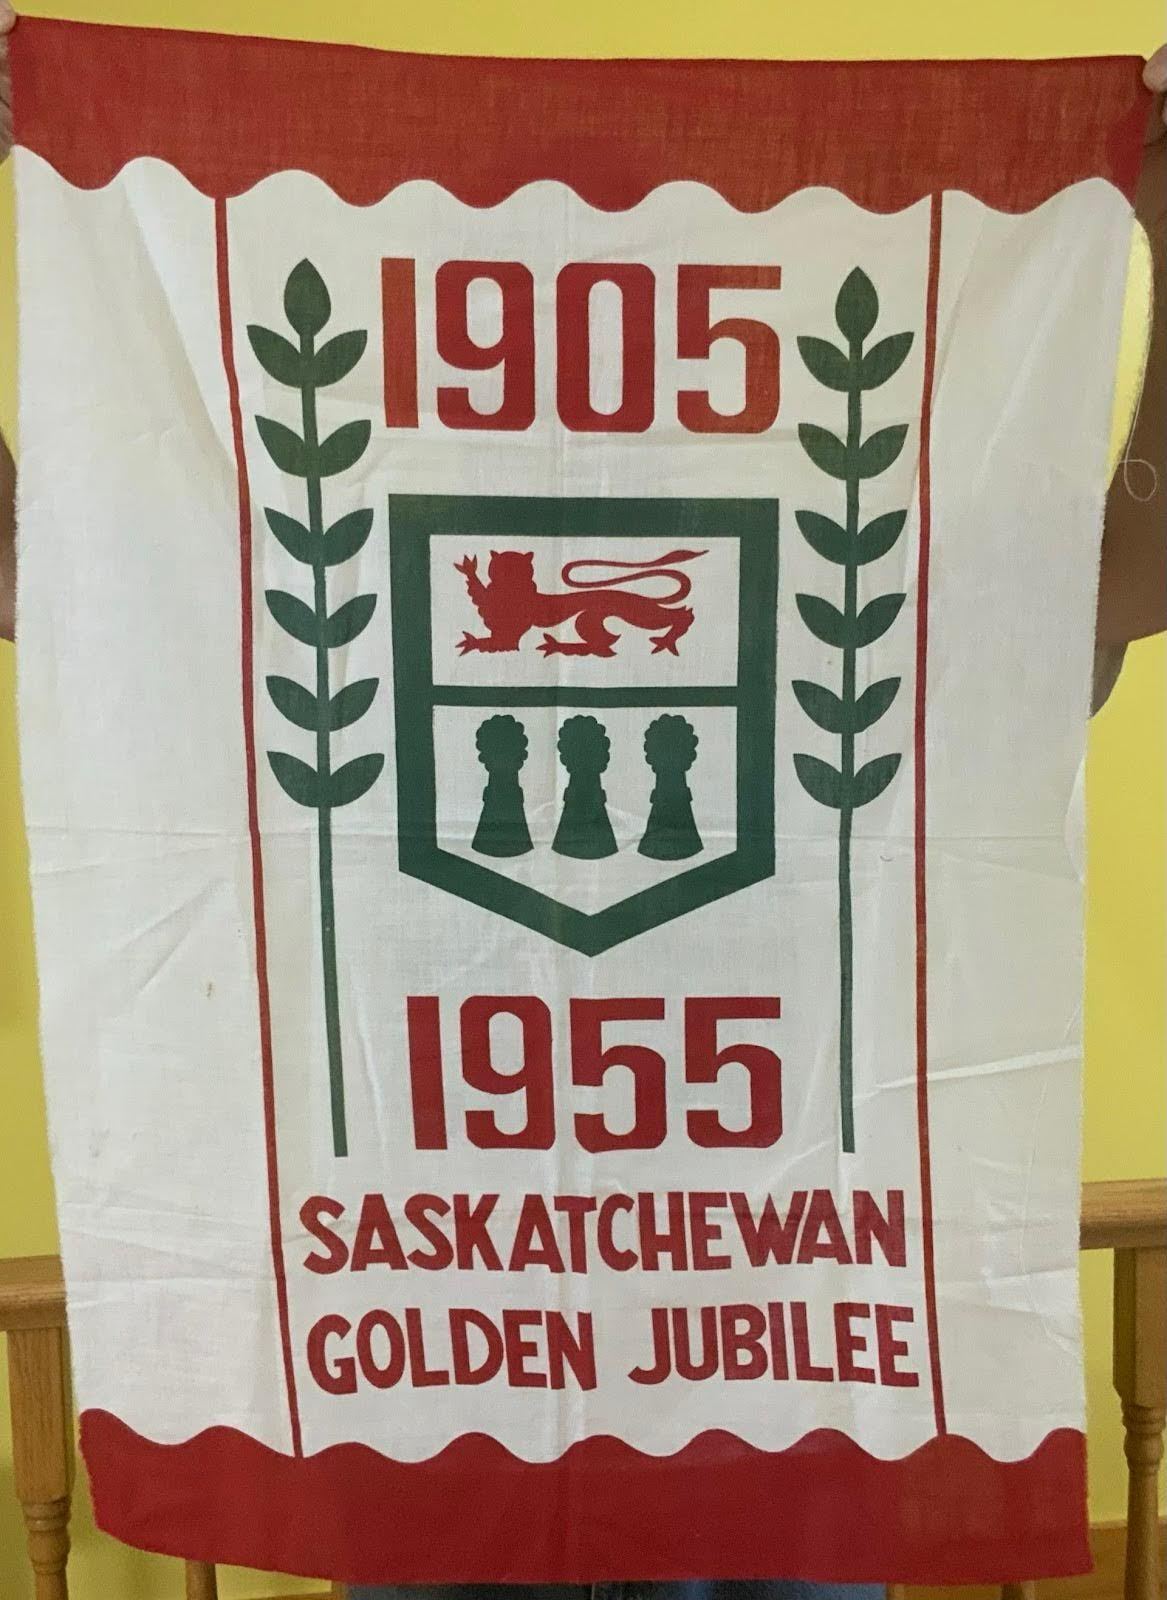 1905
1955
SASKATCHEWAN
GOLDEN JUBILEE